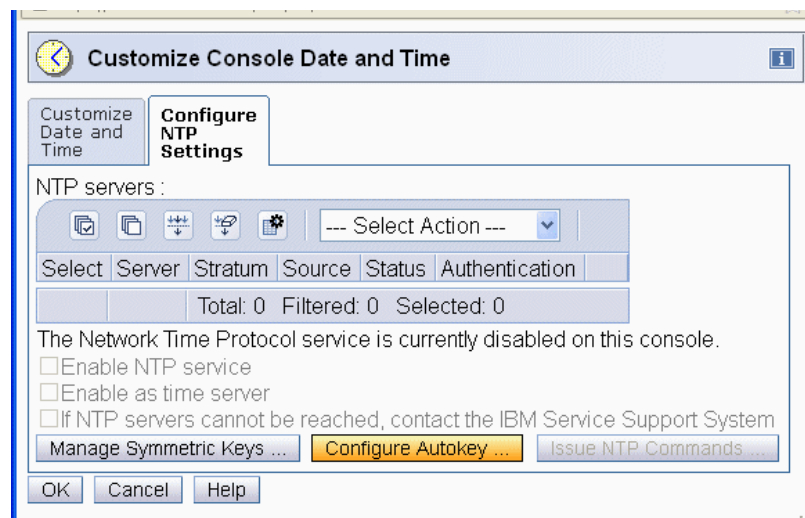 Customize Console Date and Time
Customize
Date and
Time
Configure
NTP
Settings
NTP servers :
--- Select Action ---
Select Server Stratum Source Status Authentication
Total: 0 Filtered: 0 Selected: 0
The Network Time Protocol service is currently disabled on this console.
Enable NTP service
Enable as time server
If NTP servers cannot be reached, contact the IBM Service Support System
Manage Symmetric Keys ... Configure Autokey ... Issue NTP Commands ...
OK Cancel Help